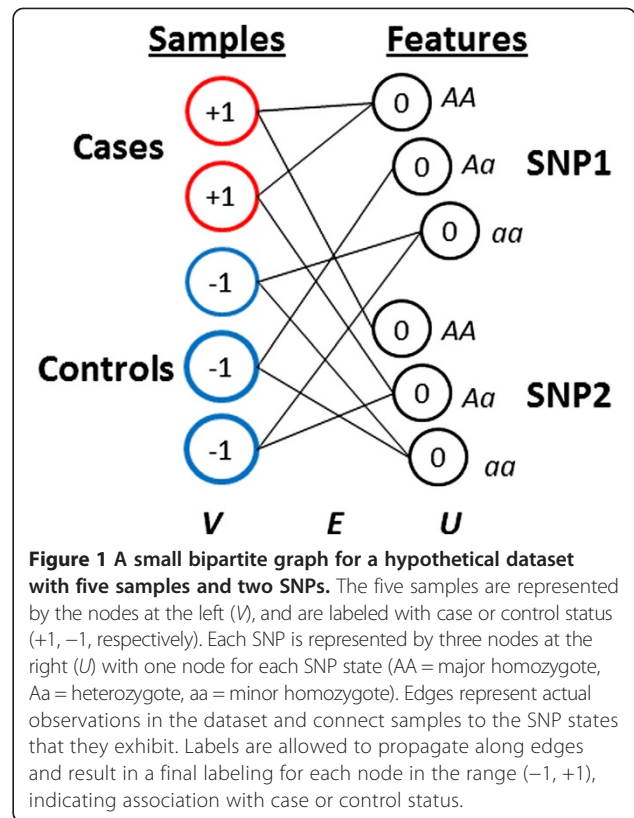 Samples Features
+1 0 AA
Cases 0 Aa SNP1
+1
0 aa
-1
0 AA
Controls -1 0 Aa SNP2
-1 0 aa
V E U
Figure 1 A small bipartite graph for a hypothetical dataset
with five samples and two SNPs. The five samples are represented
by the nodes at the left (V), and are labeled with case or control status
(+1, −1, respectively). Each SNP is represented by three nodes at the
right (U) with one node for each SNP state (AA = major homozygote,
Aa = heterozygote, aa = minor homozygote). Edges represent actual
observations in the dataset and connect samples to the SNP states
that they exhibit. Labels are allowed to propagate along edges
and result in a final labeling for each node in the range (−1, +1),
indicating association with case or control status.